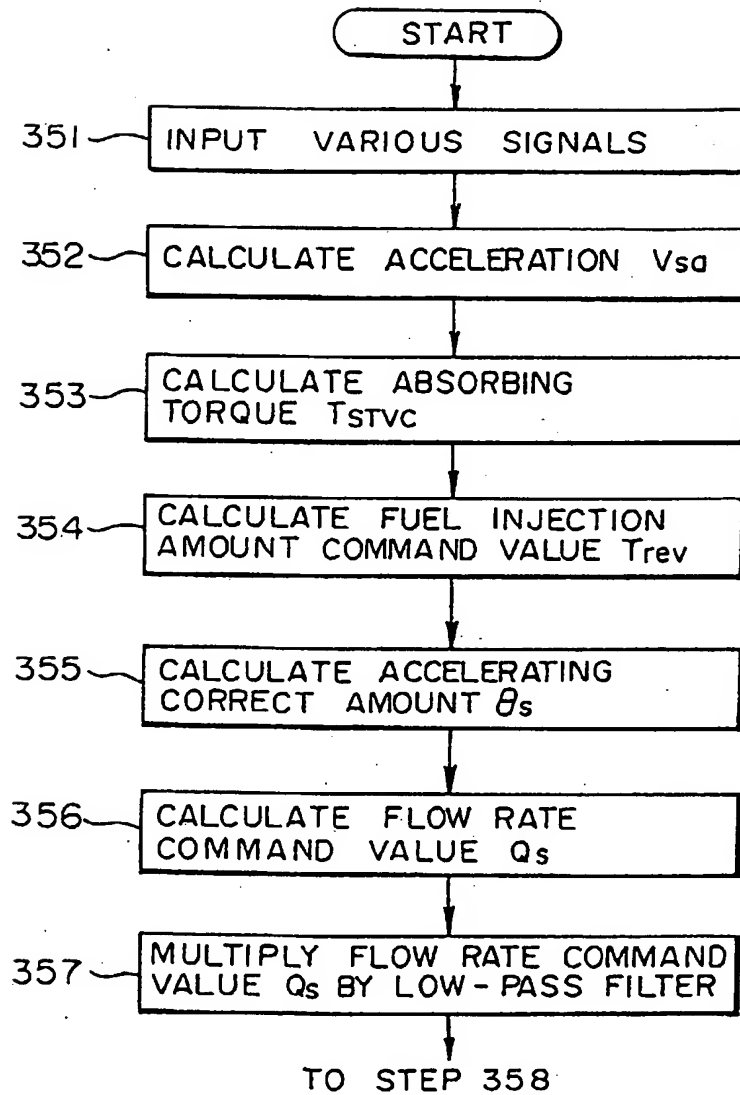 START
351
INPUT VARIOUS SIGNALS
352
CALCULATE ACCELERATION Vsa
353
CALCULATE ABSORBING
TORQUE TSTVC
354
CALCULATE FUEL INJECTION
AMOUNT COMMAND VALUE Trev
355
CALCULATE ACCELERATING
CORRECT AMOUNT θs
356
CALCULATE FLOW RATE
COMMAND VALUE Qs
357
MULTIPLY FLOW RATE COMMAND
VALUE Qs BY LOW-PASS FILTER
TO STEP 358